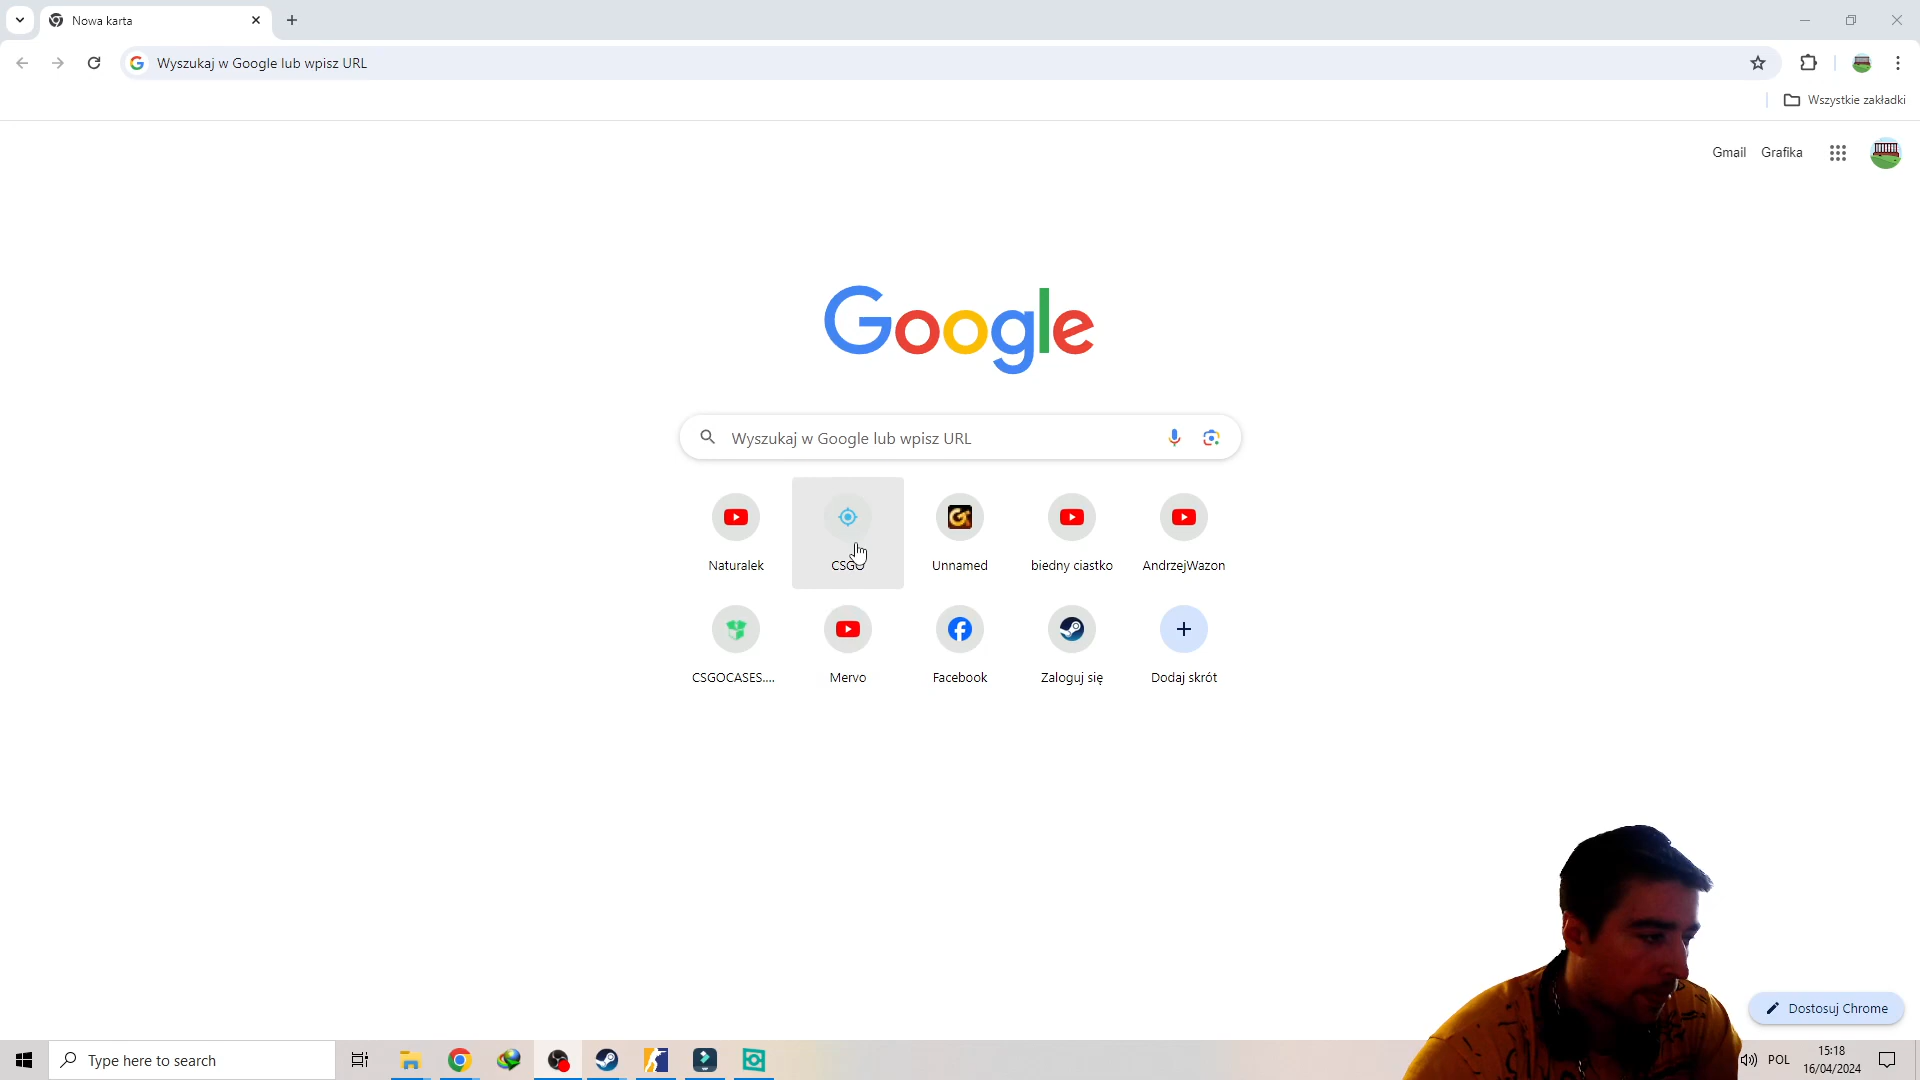 Nowa karta
Wyszukaj w Google lub wpisz URL
Wszystkie zakładki
Gmail Grafika
Google
Wyszukaj w Google lub wpisz URL
Naturalek CSGO Unnamed biedny ciastko AndrzejWazon
CSGOCASES.... Mervo Facebook Zaloguj się Dodaj skrót
Dostosuj Chrome
Type here to search
POL
15:18
16/04/2024